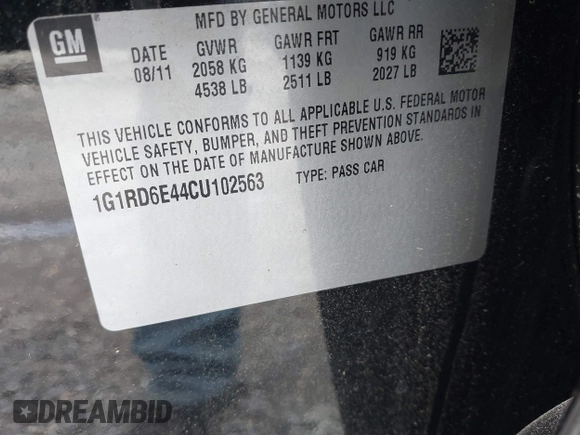 MFD BY GENERAL MOTORS LLC
GM
DATE GVWR GAWR FRT GAWR RR
08/11 2058 KG 1139 KG 919 KG
4538 LB 2511 LB 2027 LB
THIS VEHICLE CONFORMS TO ALL APPLICABLE U.S. FEDERAL MOTOR
VEHICLE SAFETY, BUMPER, AND THEFT PREVENTION STANDARDS IN
EFFECT ON THE DATE OF MANUFACTURE SHOWN ABOVE.
1G1RD6E44CU102563 TYPE: PASS CAR
DREAMBID